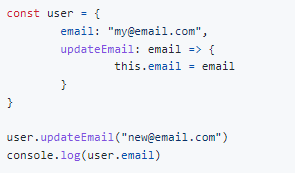 const user = {
        email: "my@email.com",
        updateEmail: email => {
                this.email = email
        }
}

user.updateEmail("new@email.com")
console.log(user.email)